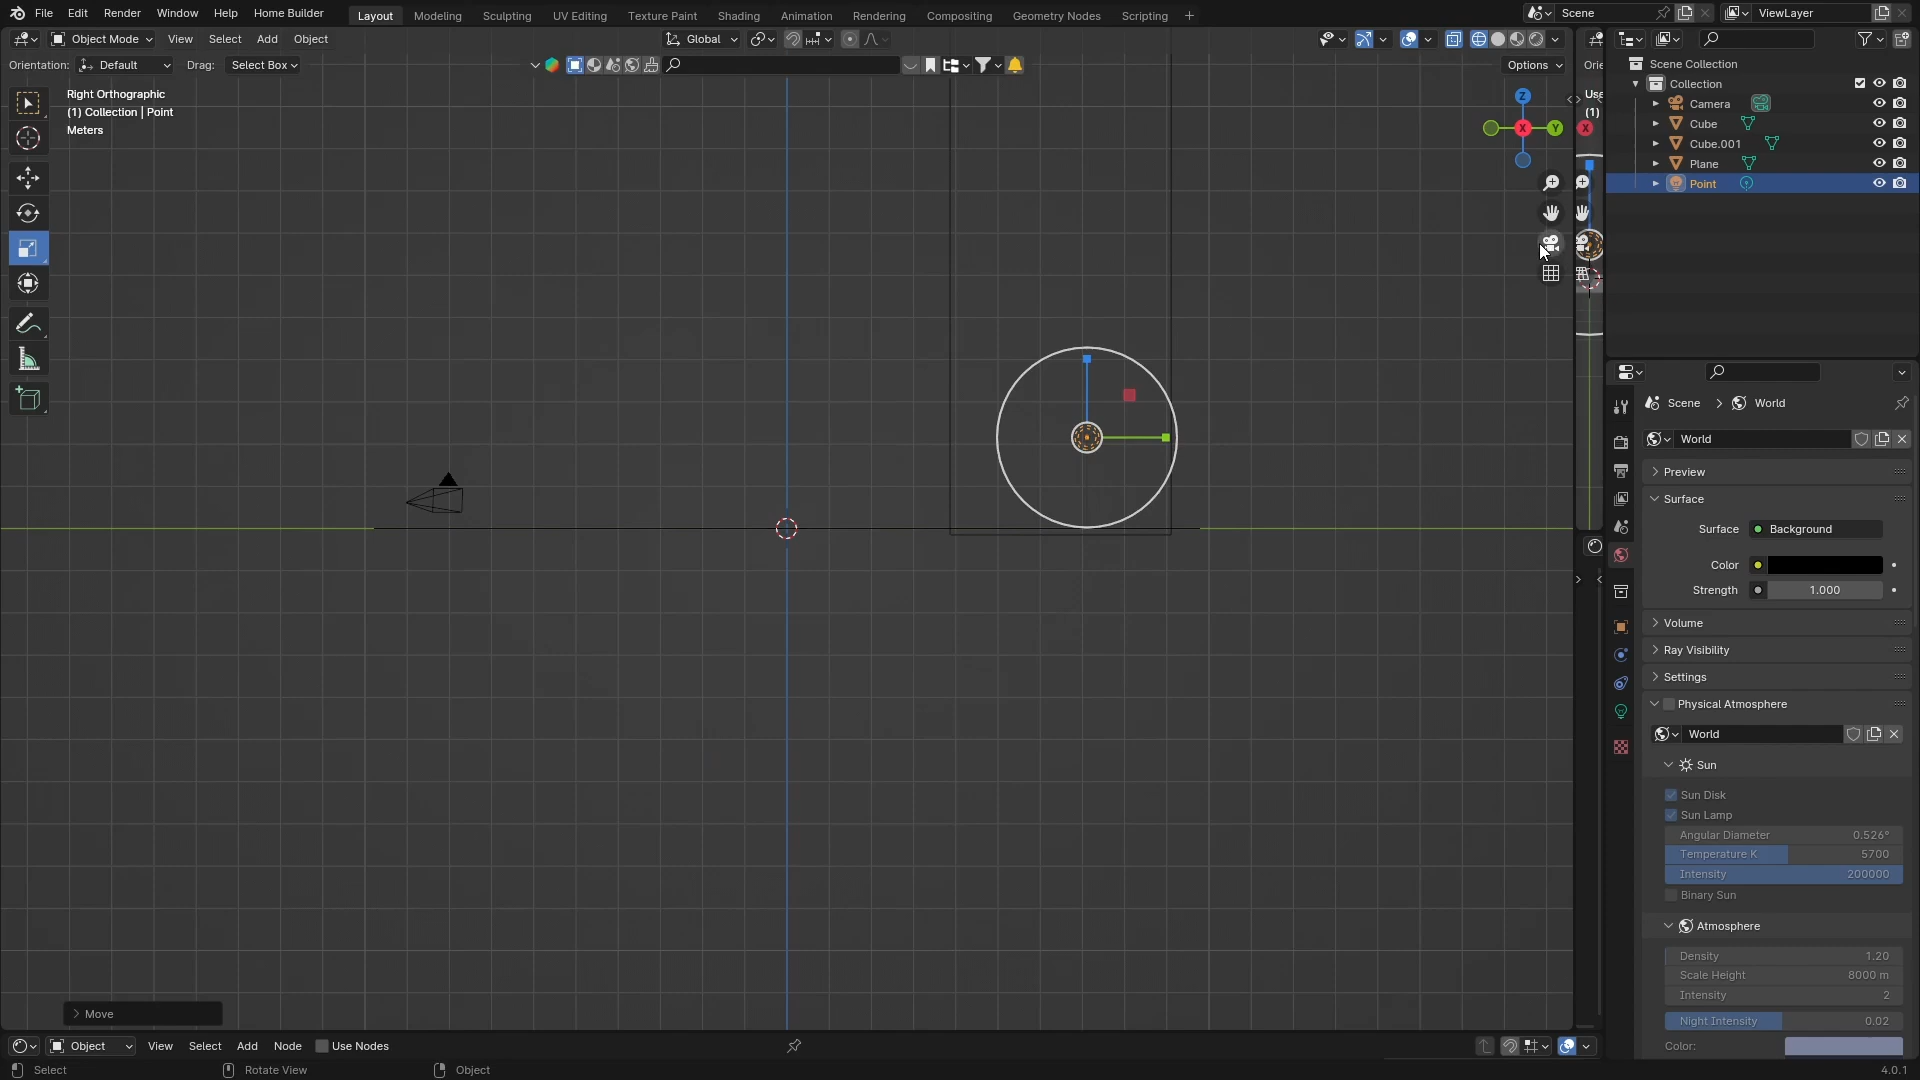 File Edit Render Window Help Home Builder Layout Modeling Sculpting UV Editing Texture Paint Shading Animation Rendering Compositing Geometry Nodes Scripting + Scene ViewLayer
Object Mode View Select Add Object Global
Orientation: Default Drag: Select Box Options
Right Orthographic
(1) Collection | Point
Meters
Z
X Y
Use
(1)
X
Scene Collection
Collection
Camera
Cube
Cube.001
Plane
Point
Scene > World
World
Preview
Surface
Surface Background
Color
Strength 1.000
Volume
Ray Visibility
Settings
Physical Atmosphere
World
Sun
Sun Disk
Sun Lamp
Angular Diameter 0.526°
Temperature K 5700
Intensity 200000
Binary Sun
Atmosphere
Density 1.20
Scale Height 8000 m
Intensity 2
Night Intensity 0.02
Color:
Move
Object View Select Add Node Use Nodes
Select Rotate View Object 4.0.1